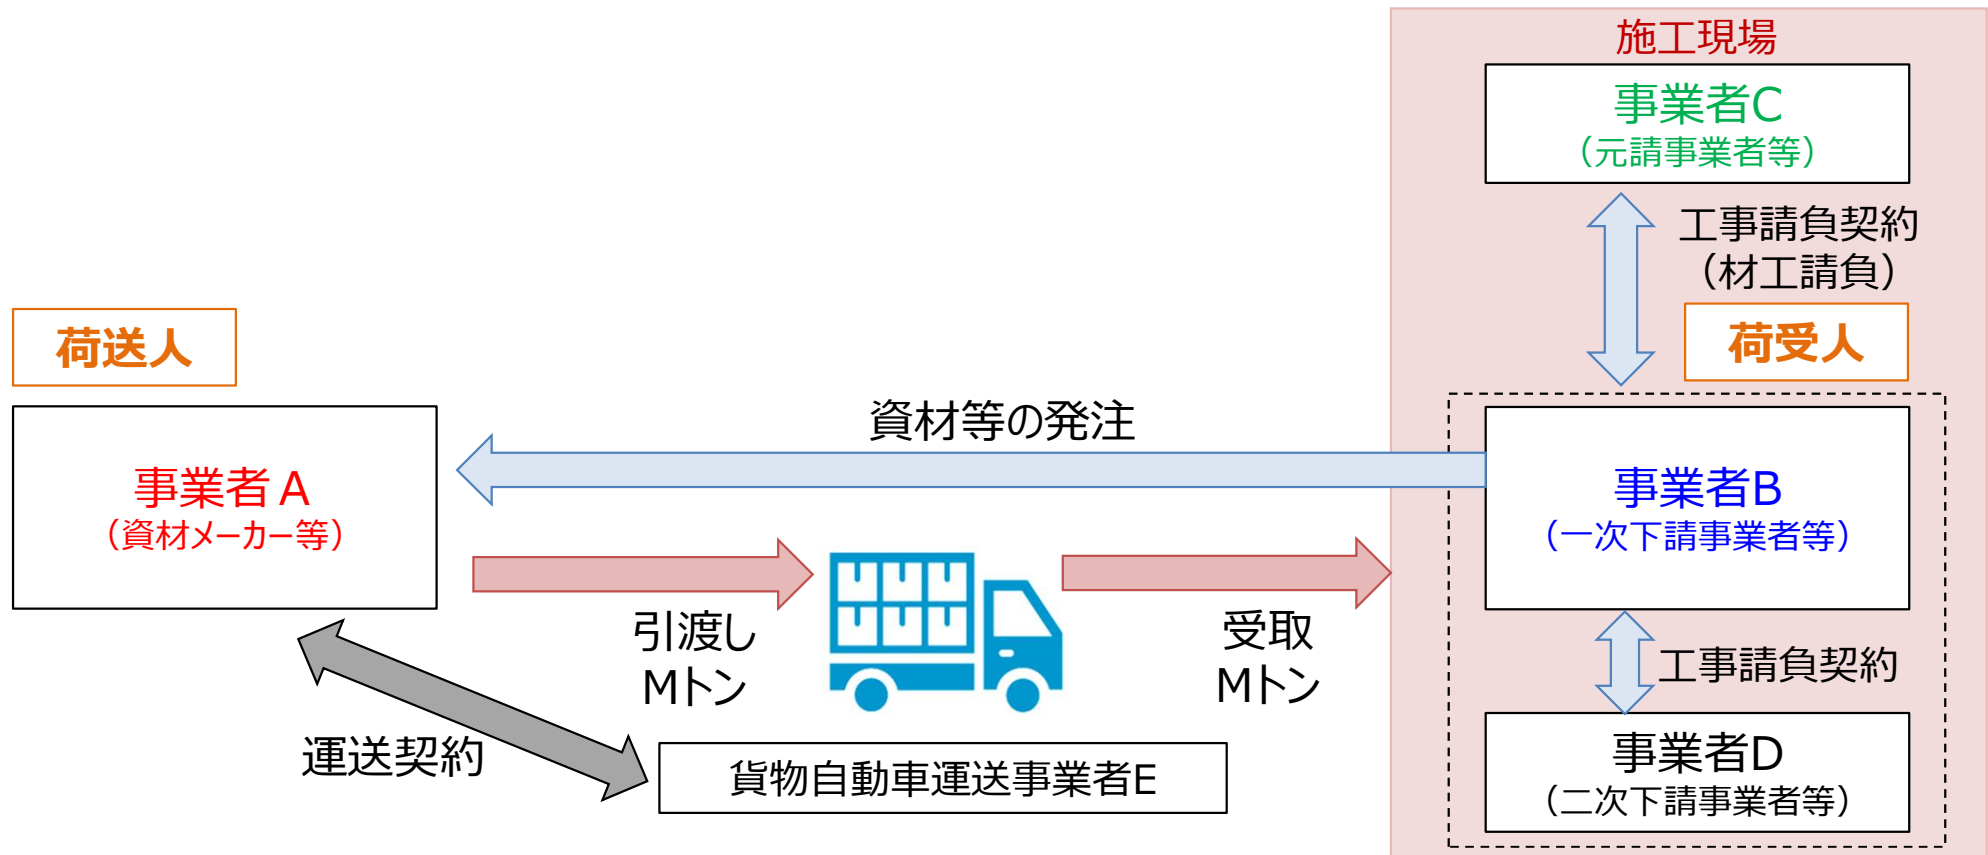 施工現場
事業者C
（元請事業者等）
工事請負契約
（材工請負）
荷送人
荷受人
資材等の発注
事業者A
（資材メーカー等）
事業者B
（一次下請事業者等）
引渡し
Mトン
受取
Mトン
工事請負契約
運送契約
貨物自動車運送事業者E
事業者D
（二次下請事業者等）